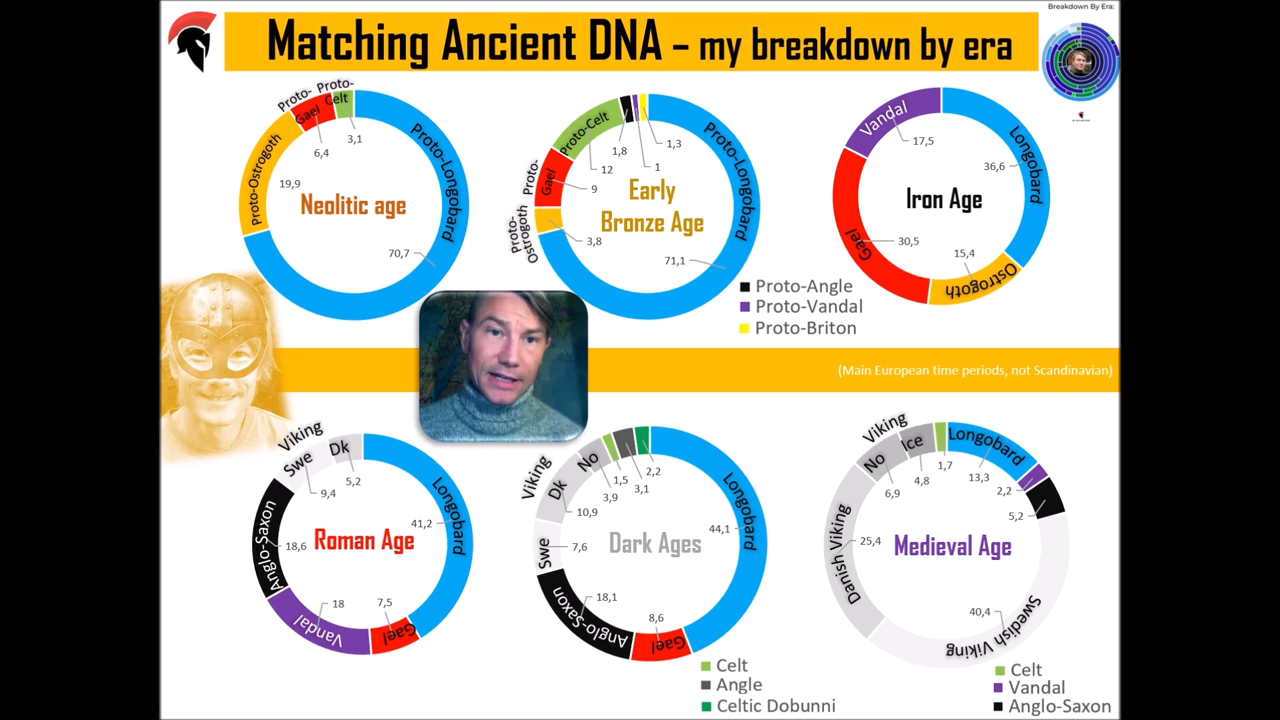 Breakdown By Era:
Matching Ancient DNA – my breakdown by era
Proto-Gael
6,4
Proto-Celt
3,1
Proto-Ostrogoth
19,9
Proto-Longobard
70,7
Neolitic age
Proto-Celt
12
1,8
1
1,3
Proto-Gael
9
Proto-Ostrogoth
3,8
Proto-Longobard
71,1
Early
Bronze Age
Proto-Angle
Proto-Vandal
Proto-Briton
Vandal
17,5
Longobard
36,6
Gael
30,5
Ostrogoth
15,4
Iron Age
(Main European time periods, not Scandinavian)
Viking
Swe
9,4
Dk
5,2
Longobard
41,2
Anglo-Saxon
18,6
Vandal
18
Gael
7,5
Roman Age
Viking
No
3,9
Dk
10,9
1,5
3,1
2,2
Swe
7,6
Longobard
44,1
Anglo-Saxon
18,1
Gael
8,6
Dark Ages
Celt
Angle
Celtic Dobunni
Viking
No
6,9
Ice
4,8
1,7
Longobard
13,3
2,2
5,2
Danish Viking
25,4
Swedish Viking
40,4
Medieval Age
Celt
Vandal
Anglo-Saxon